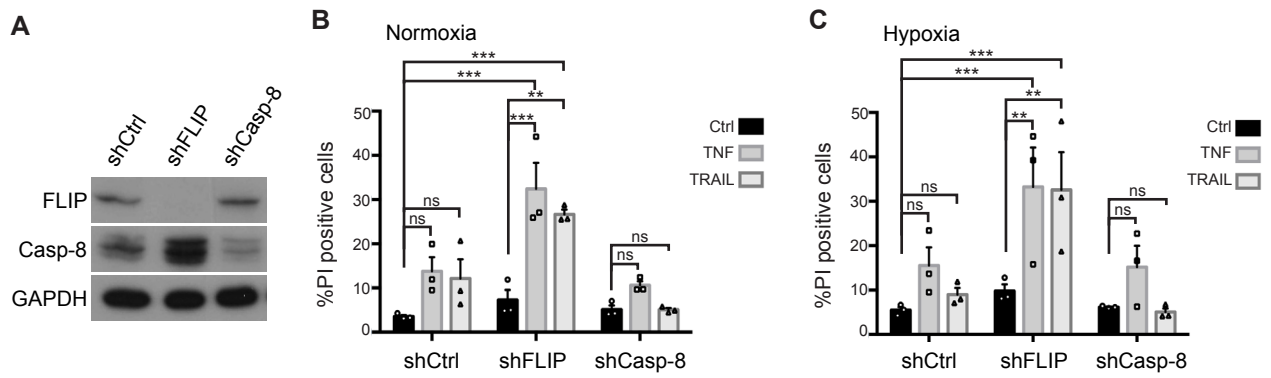 A
shCtrl
shFLIP
shCasp-8
FLIP
Casp-8
GAPDH
B
Normoxia
***
***
**
***
ns
ns
ns
ns
Ctrl
TNF
TRAIL
%PI positive cells
50
40
30
20
10
0
shCtrl
shFLIP
shCasp-8
C
Hypoxia
***
***
**
**
ns
ns
ns
ns
Ctrl
TNF
TRAIL
%PI positive cells
50
40
30
20
10
0
shCtrl
shFLIP
shCasp-8